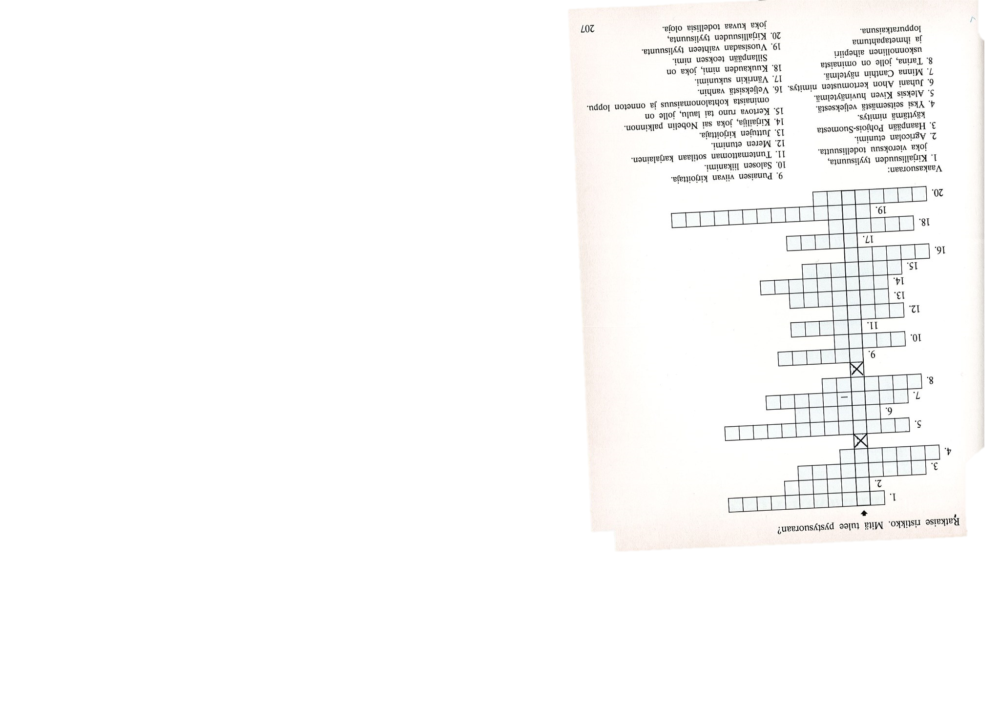 Ratkaise ristikko. Mitä tulee pystysuoraan?
1.
2.
3.
4.
5.
6.
7.
–
8.
9.
10.
11.
12.
13.
14.
15.
16.
17.
18.
19.
20.
Vaakasuoraan:
1. Kirjallisuuden tyylisuunta,
joka vieroksuu todellisuutta.
2. Agricolan etunimi.
3. Haanpään Pohjois-Suomesta
käyttämä nimitys.
4. Yksi seitsemästä veljeksestä.
5. Aleksis Kiven huvinäytelmä.
6. Juhani Ahon kertomusten nimitys.
7. Minna Canthin näytelmä.
8. Tarina, jolle on ominaista
uskonnollinen aihepiiri
ja ihmetapahtuma
loppuratkaisuna.
9. Punaisen viivan kirjoittaja.
10. Salosen liikanimi.
11. Tuntemattoman sotilaan karjalainen.
12. Meren etunimi.
13. Juttujen kirjoittaja.
14. Kirjailija, joka sai Nobelin palkinnon.
15. Kertova runo tai laulu, jolle on
ominaista kohtalonomaisuus ja onneton loppu.
16. Veljeksistä vanhin.
17. Vänrikin sukunimi.
18. Kuukauden nimi, joka on
Sillanpään teoksen nimi.
19. Vuosisadan vaihteen tyylisuunta.
20. Kirjallisuuden tyylisuunta,
joka kuvaa todellisia oloja.
207